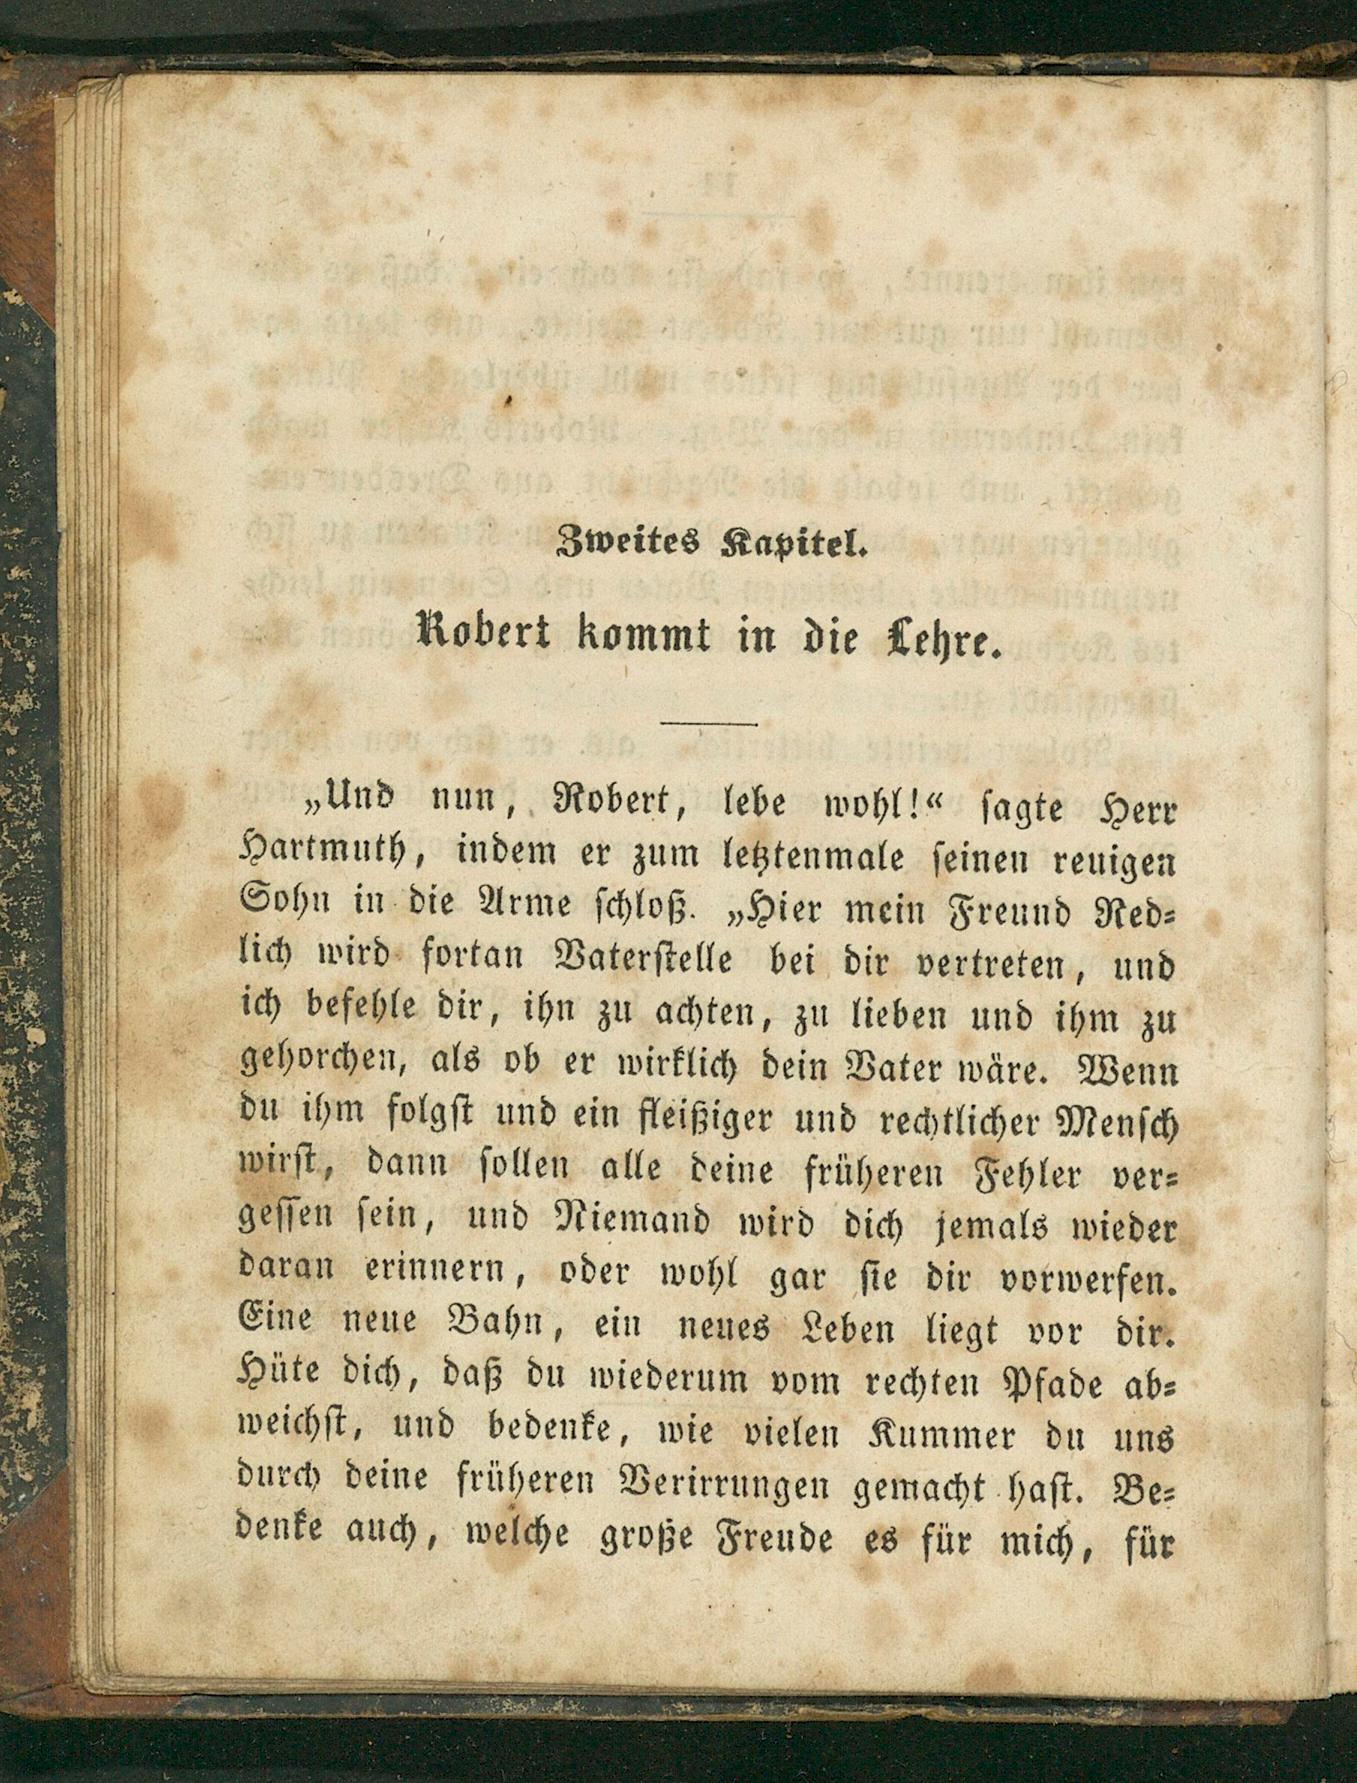 Zweites Kapitel.
Robert kommt in die Lehre.
„Und nun, Robert, lebe wohl!“ ſagte Herr
Hartmuth, indem er zum letztenmale ſeinen reuigen
Sohn in die Arme ſchloß. „Hier mein Freund Red⸗
lich wird fortan Vaterſtelle bei dir vertreten, und
ich befehle dir, ihn zu achten, zu lieben und ihm zu
gehorchen, als ob er wirklich dein Vater wäre. Wenn
du ihm folgſt und ein fleißiger und rechtlicher Menſch
wirſt, dann ſollen alle deine früheren Fehler ver⸗
geſſen ſein, und Niemand wird dich jemals wieder
daran erinnern, oder wohl gar ſie dir vorwerfen.
Eine neue Bahn, ein neues Leben liegt vor dir.
Hüte dich, daß du wiederum vom rechten Pfade ab⸗
weichſt, und bedenke, wie vielen Kummer du uns
durch deine früheren Verirrungen gemacht haſt. Be⸗
denke auch, welche große Freude es für mich, für